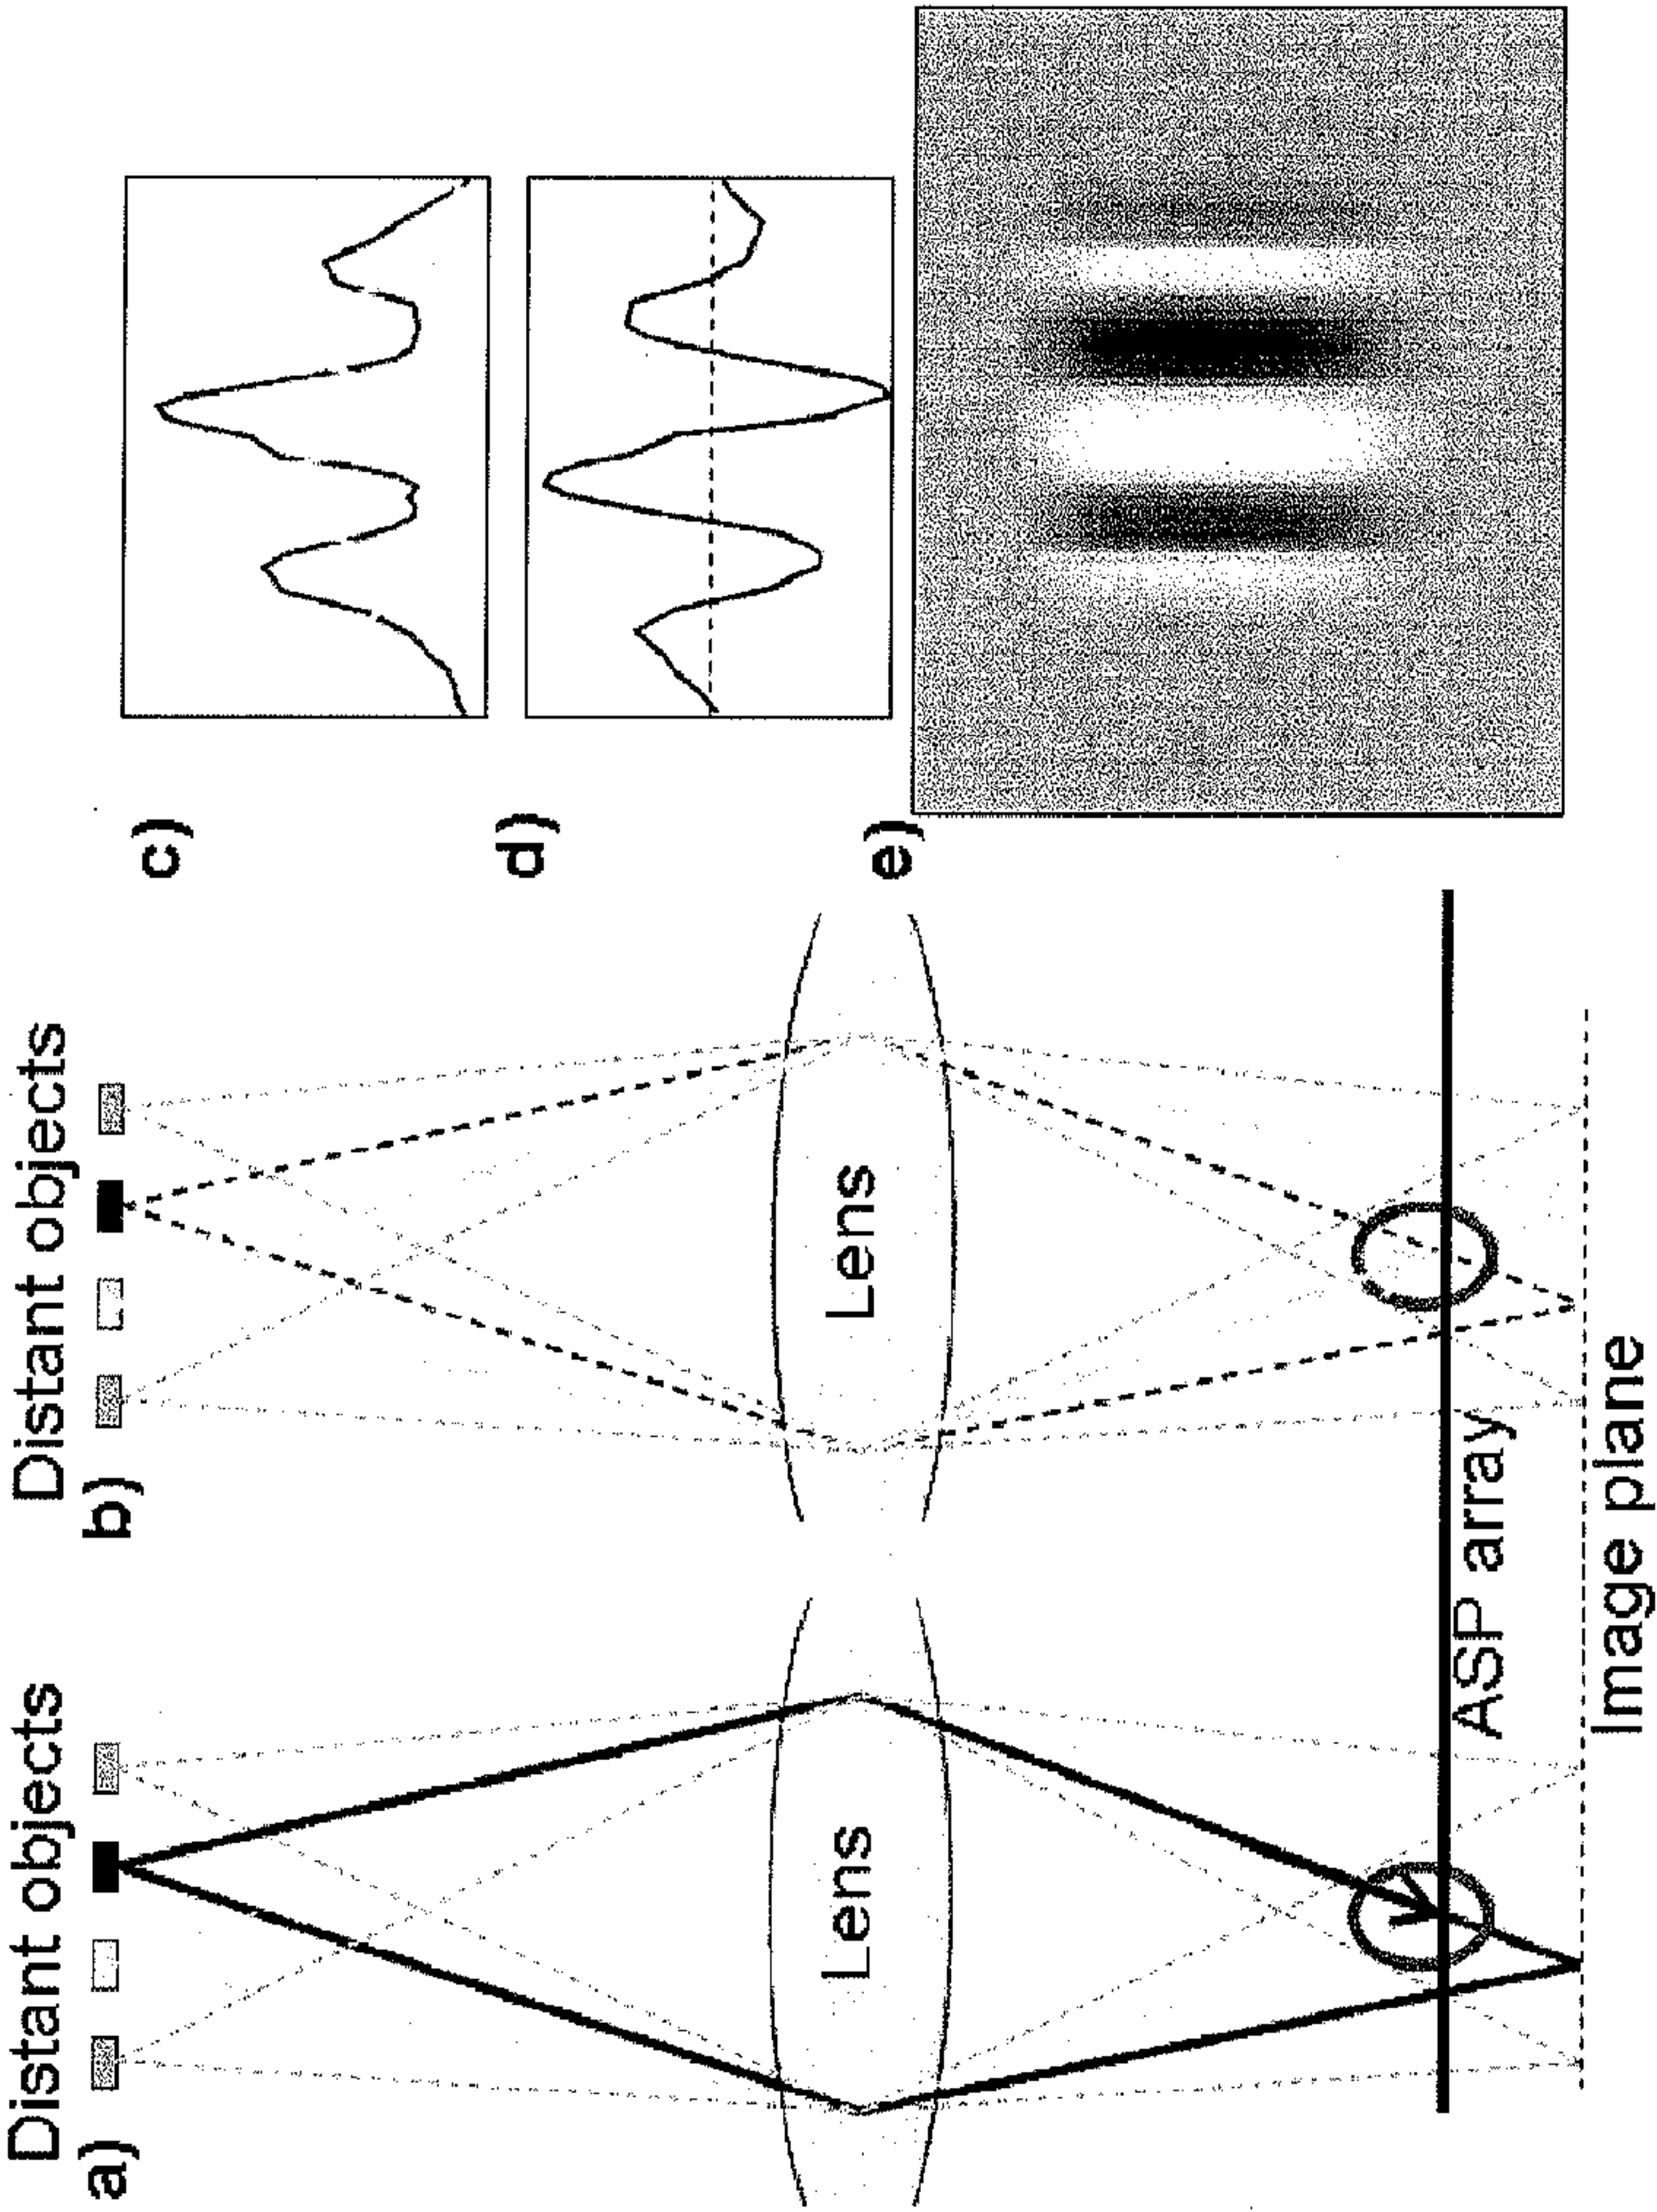 a)
Distant objects
Lens
b)
Distant objects
Lens
ASP array
Image plane
c)
d)
e)